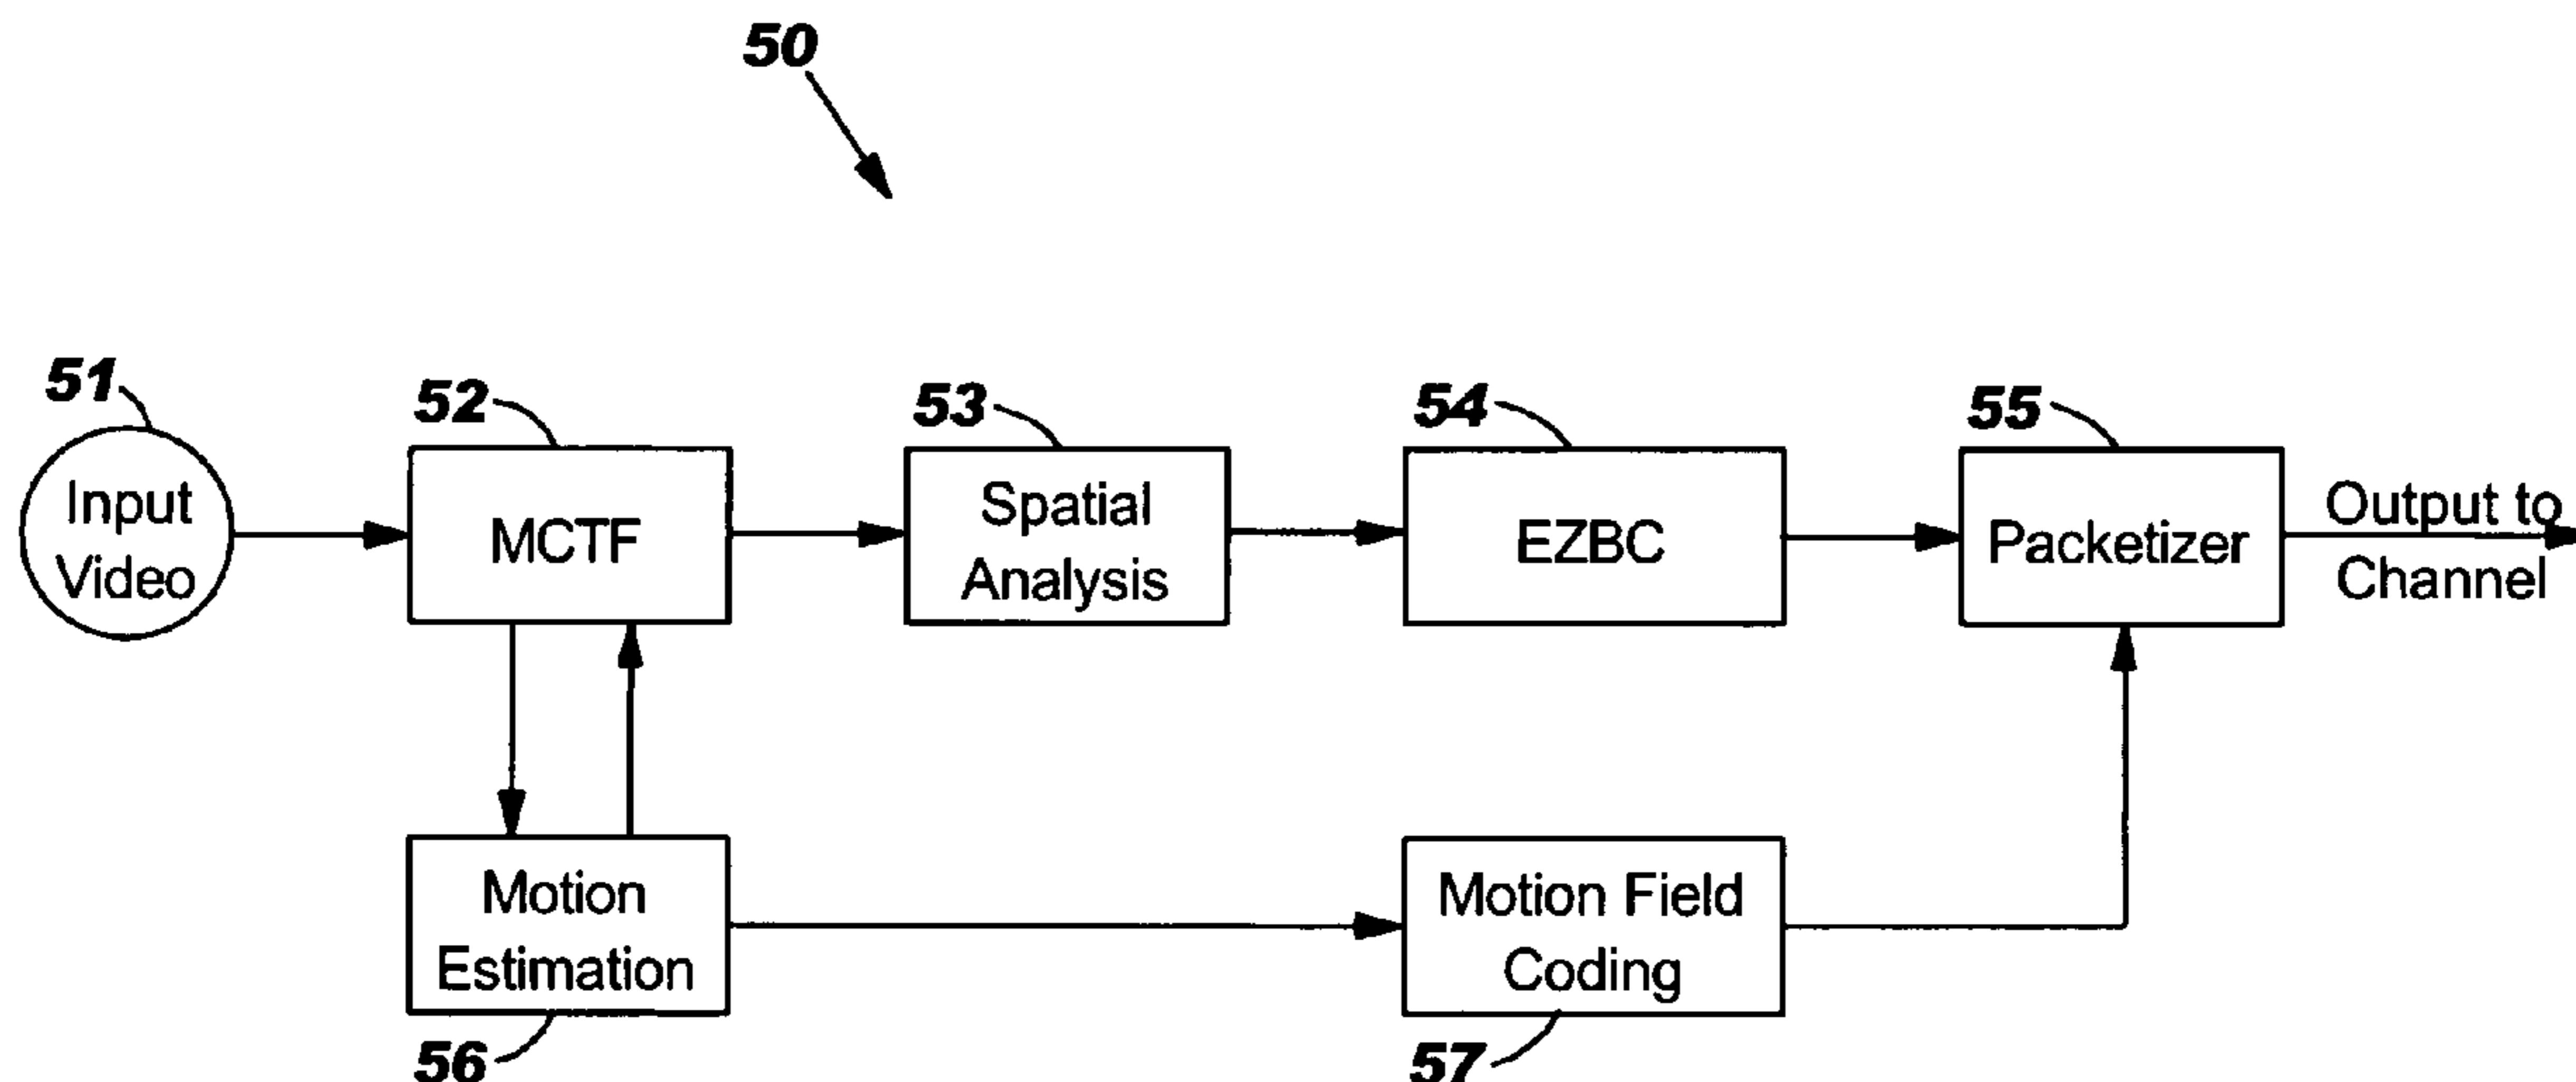 50
51
52
53
54
55
Input
Video
MCTF
Spatial
Analysis
EZBC
Packetizer
Output to
Channel
Motion
Estimation
Motion Field
Coding
56
57